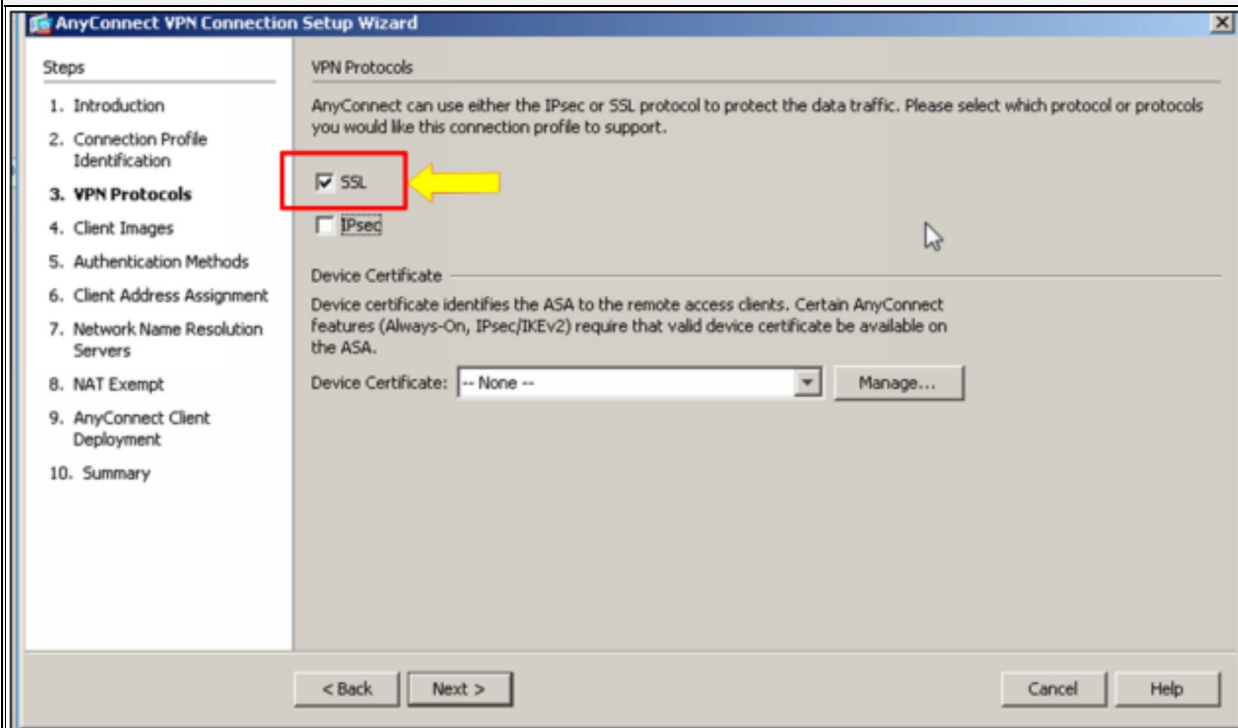 AnyConnect VPN Connection Setup Wizard
Steps
1. Introduction
2. Connection Profile
Identification
3. VPN Protocols
4. Client Images
5. Authentication Methods
6. Client Address Assignment
7. Network Name Resolution
Servers
8. NAT Exempt
9. AnyConnect Client
Deployment
10. Summary
VPN Protocols
AnyConnect can use either the IPsec or SSL protocol to protect the data traffic. Please select which protocol or protocols
you would like this connection profile to support.
SSL
IPsec
Device Certificate
Device certificate identifies the ASA to the remote access clients. Certain AnyConnect
features (Always-On, IPsec/IKEv2) require that valid device certificate be available on
the ASA.
Device Certificate: -- None -- Manage...
< Back Next > Cancel Help